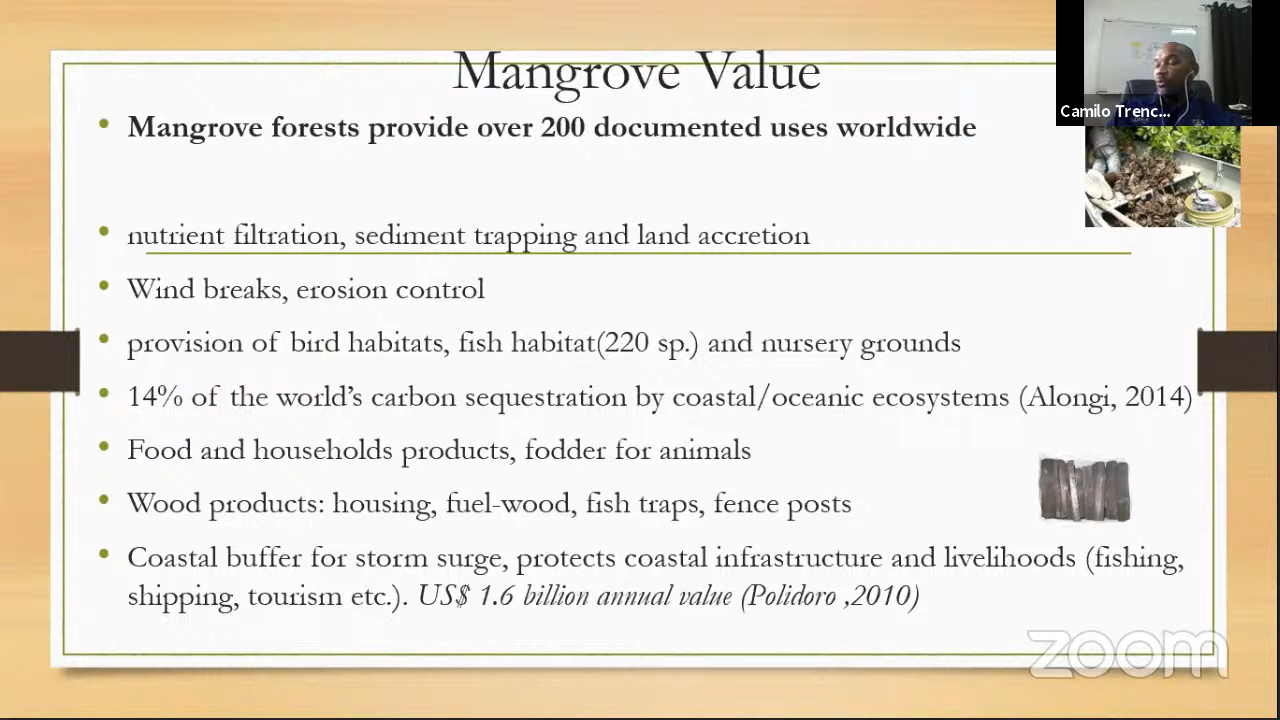 Mangrove Value
Camilo Trenc...
• Mangrove forests provide over 200 documented uses worldwide
• nutrient filtration, sediment trapping and land accretion
• Wind breaks, erosion control
• provision of bird habitats, fish habitat(220 sp.) and nursery grounds
• 14% of the world’s carbon sequestration by coastal/oceanic ecosystems (Alongi, 2014)
• Food and households products, fodder for animals
• Wood products: housing, fuel-wood, fish traps, fence posts
• Coastal buffer for storm surge, protects coastal infrastructure and livelihoods (fishing,
shipping, tourism etc.). US$ 1.6 billion annual value (Polidoro ,2010)
zoom